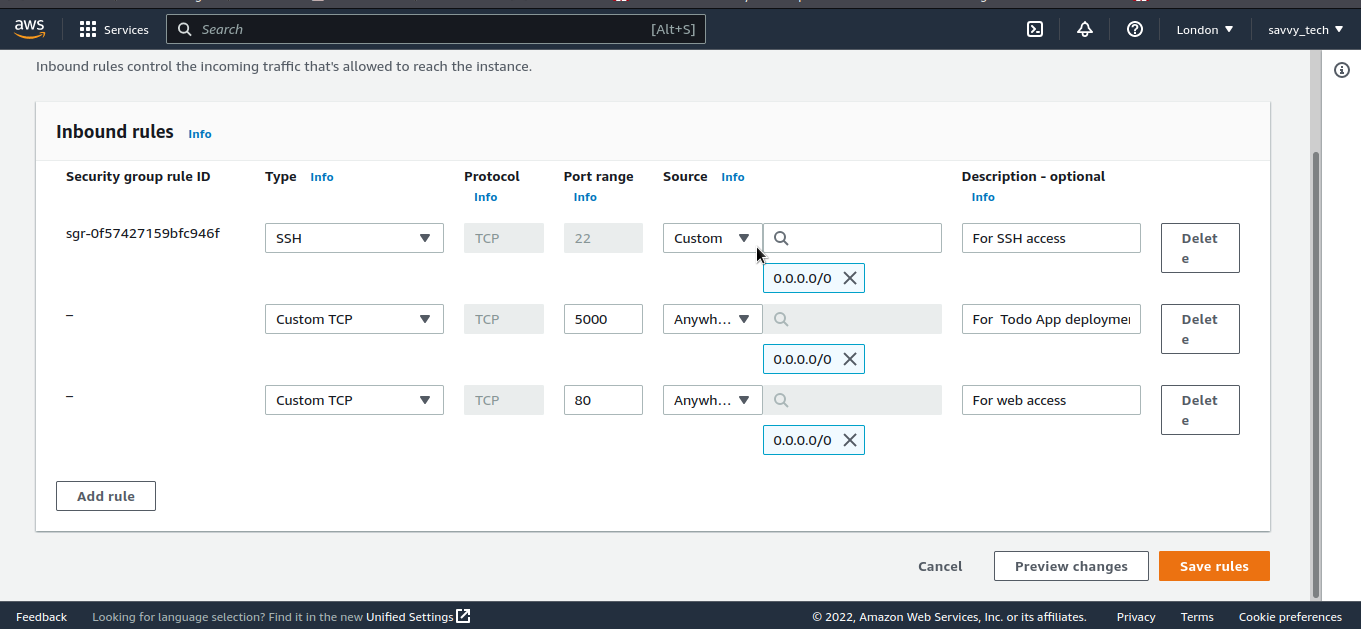 aws
Services
Search
[Alt+S]
London
savvy_tech
Inbound rules control the incoming traffic that's allowed to reach the instance.
Inbound rules Info
Security group rule ID
Type Info
Protocol
Info
Port range
Info
Source Info
Description - optional
Info
sgr-0f57427159bfc946f
SSH
TCP
22
Custom
0.0.0.0/0
For SSH access
Delet
e
–
Custom TCP
TCP
5000
Anywh...
0.0.0.0/0
For  Todo App
Delet
e
–
Custom TCP
TCP
80
Anywh...
0.0.0.0/0
For web access
Delet
e
Add rule
Cancel
Preview changes
Save rules
Feedback
Looking for language selection? Find it in the new Unified Settings
© 2022, Amazon Web Services, Inc. or its affiliates.
Privacy
Terms
Cookie preferences